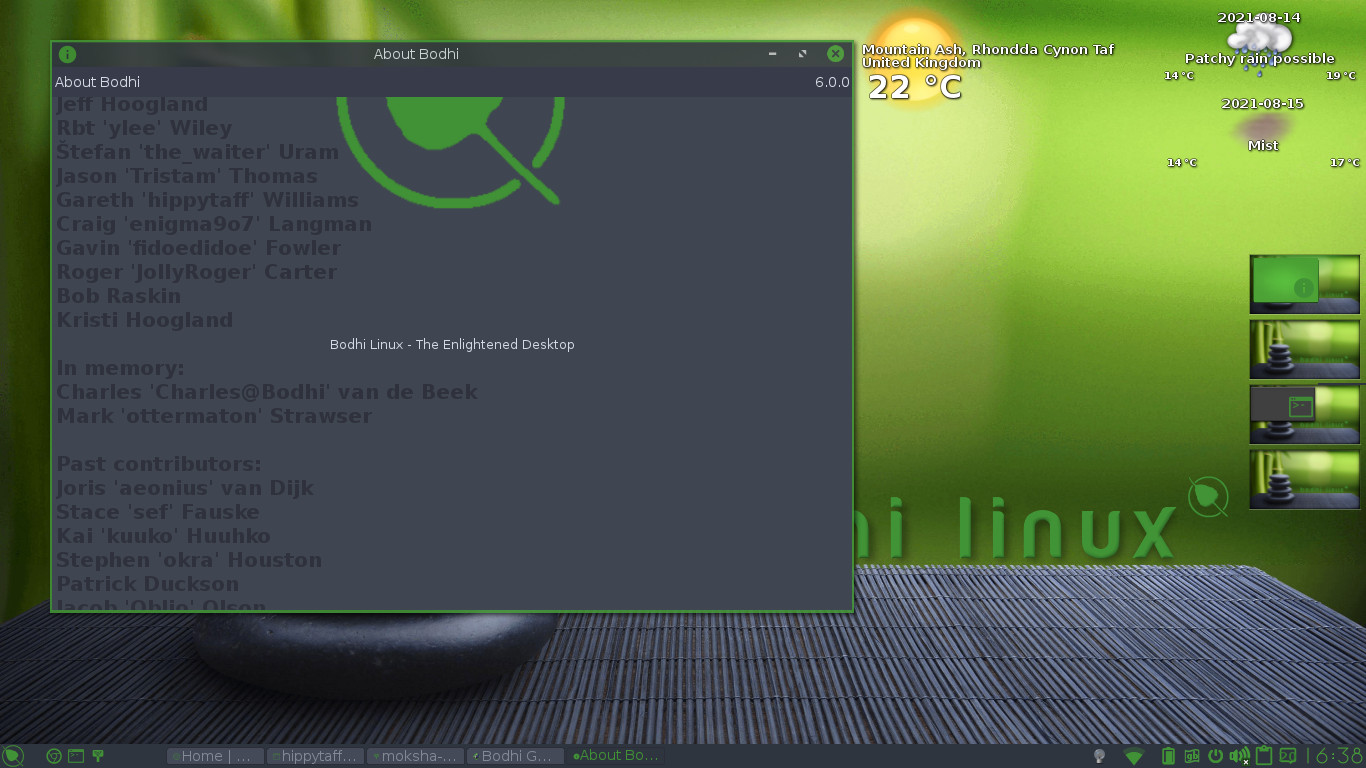 About Bodhi
About Bodhi
6.0.0
Jeff Hoogland
Rbt 'ylee' Wiley
Štefan 'the_waiter' Uram
Jason 'Tristam' Thomas
Gareth 'hippytaff' Williams
Craig 'enigma9o7' Langman
Gavin 'fidoedidoe' Fowler
Roger 'JollyRoger' Carter
Bob Raskin
Kristi Hoogland
Bodhi Linux - The Enlightened Desktop
In memory:
Charles 'Charles@Bodhi' van de Beek
Mark 'ottermaton' Strawser
Past contributors:
Joris 'aeonius' van Dijk
Stace 'sef' Fauske
Kai 'kuuko' Huuhko
Stephen 'okra' Houston
Patrick Duckson
Jacob 'Oblio' Olson
Mountain Ash, Rhondda Cynon Taf
United Kingdom
22 °C
2021-08-14
Patchy rain possible
14°C
19°C
2021-08-15
Mist
14°C
17°C
hi linux
Home | ...
hippytaff...
moksha-...
Bodhi G...
About Bo...
gb
16:38